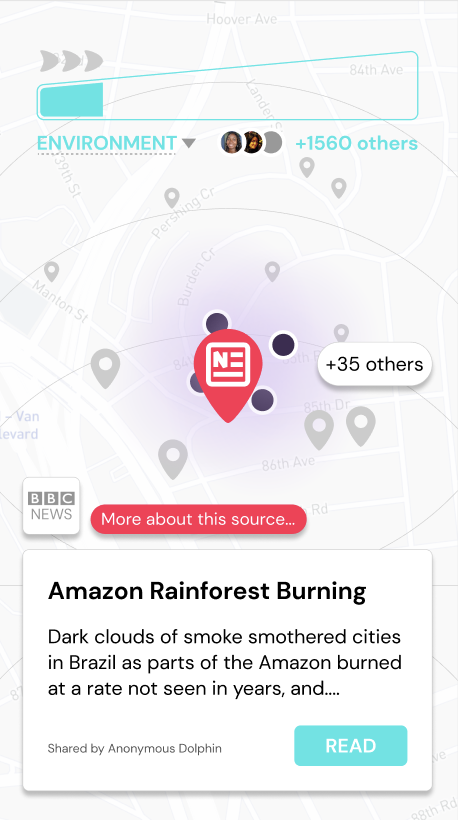 Hoover Ave
84th Ave
Lander S
ENVIRONMENT
+1560 others
139th St
Pershing Cr
Burden Cr
Manton St
+35 others
85th Dr
– Van
levard
86th Ave
BBC
NEWS
More about this source...
Rd
Amazon Rainforest Burning
Dark clouds of smoke smothered cities
in Brazil as parts of the Amazon burned
at a rate not seen in years, and....
Shared by Anonymous Dolphin
READ
88th Rd